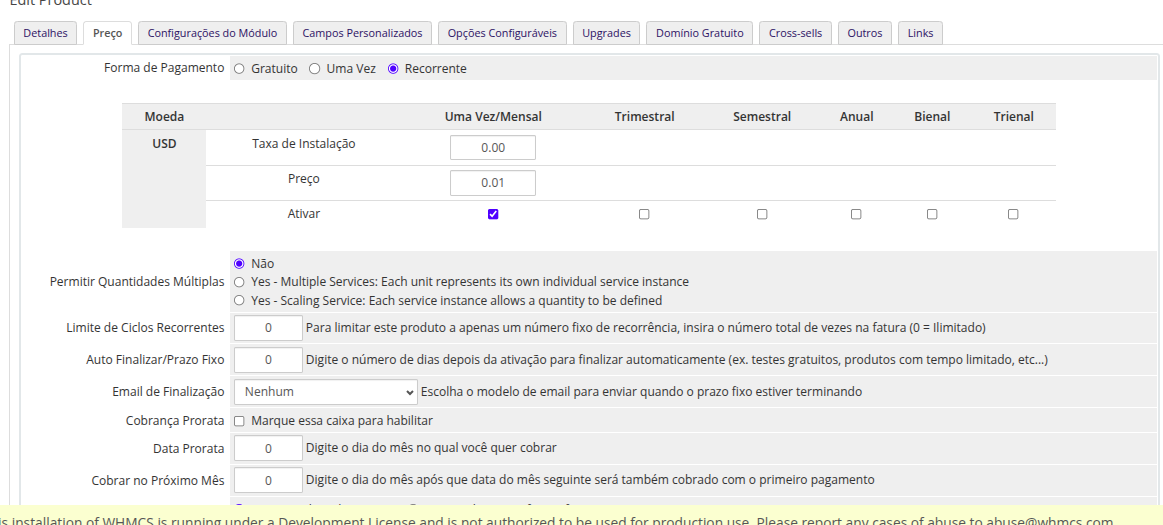 Edit Product
Detalhes Preço Configurações do Módulo Campos Personalizados Opções Configuráveis Upgrades Domínio Gratuito Cross-sells Outros Links
Forma de Pagamento Gratuito Uma Vez Recorrente
Moeda Uma Vez/Mensal Trimestral Semestral Anual Bienal Trienal
USD Taxa de Instalação 0.00
Preço 0.01
Ativar
Não
Permitir Quantidades Múltiplas Yes - Multiple Services: Each unit represents its own individual service instance
Yes - Scaling Service: Each service instance allows a quantity to be defined
Limite de Ciclos Recorrentes 0 Para limitar este produto a apenas um número fixo de recorrência, insira o número total de vezes na fatura (0 = Ilimitado)
Auto Finalizar/Prazo Fixo 0 Digite o número de dias depois da ativação para finalizar automaticamente (ex. testes gratuitos, produtos com tempo limitado, etc...)
Email de Finalização Nenhum Escolha o modelo de email para enviar quando o prazo fixo estiver terminando
Cobrança Prorata Marque essa caixa para habilitar
Data Prorata 0 Digite o dia do mês no qual você quer cobrar
Cobrar no Próximo Mês 0 Digite o dia do mês após que data do mês seguinte será também cobrado com o primeiro pagamento
is installation of WHMCS is running under a Development License and is not authorized to be used for production use. Please report any cases of abuse to abuse@whmcs.com